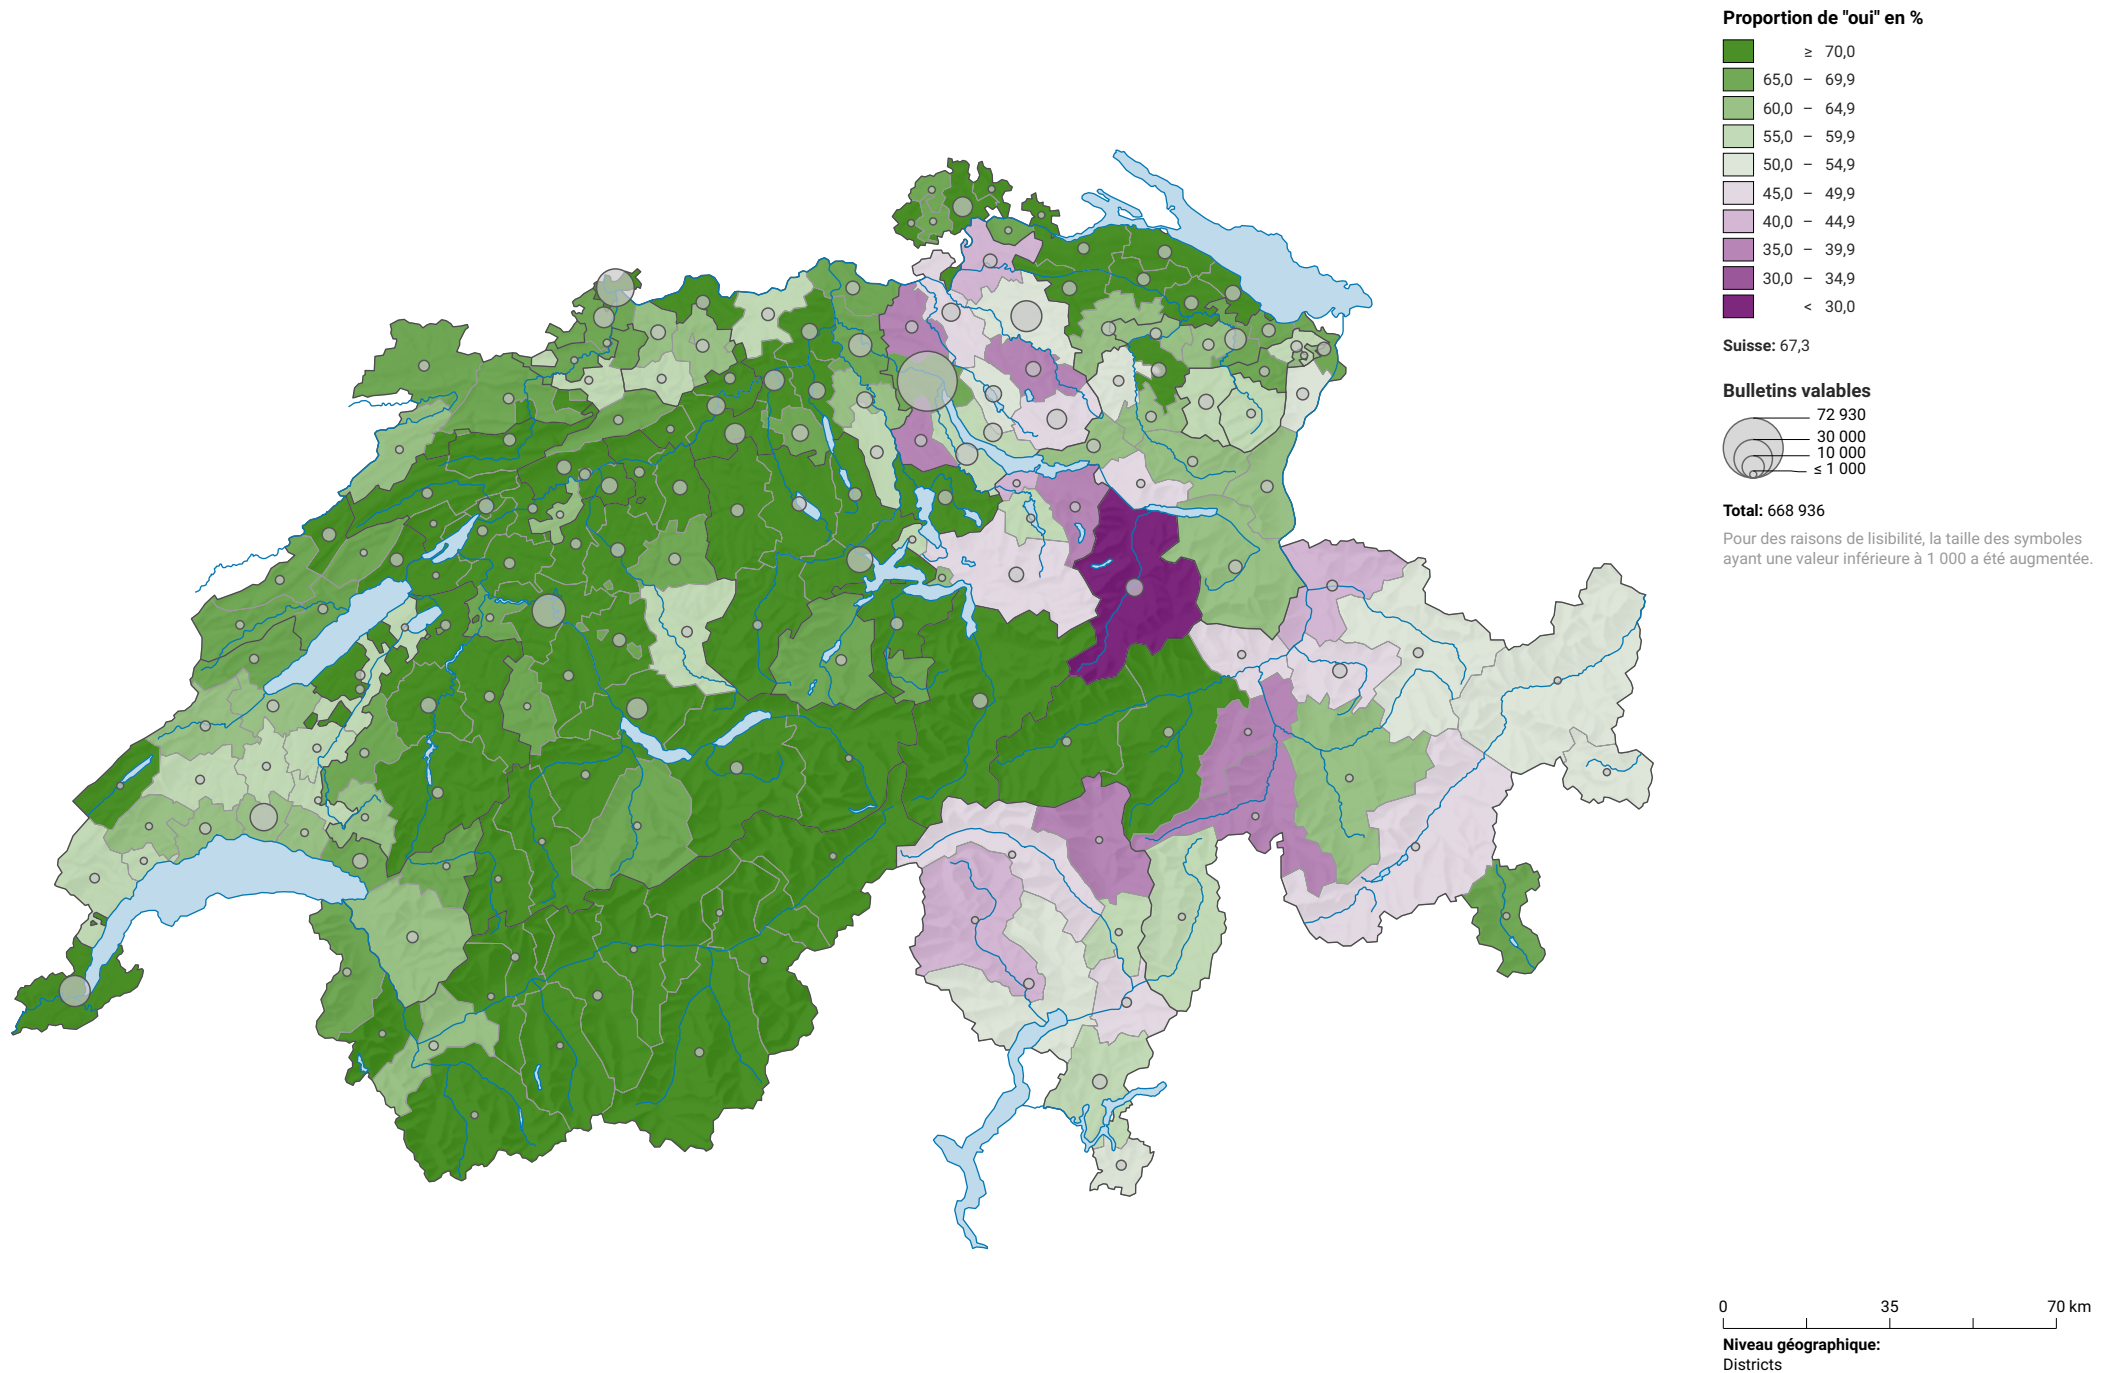 Proportion de "oui" en %
≥ 70,0
65,0 – 69,9
60,0 – 64,9
55,0 – 59,9
50,0 – 54,9
45,0 – 49,9
40,0 – 44,9
35,0 – 39,9
30,0 – 34,9
< 30,0
Suisse: 67,3
Bulletins valables
72 930
30 000
10 000
≤ 1 000
Total: 668 936
Pour des raisons de lisibilité, la taille des symboles
ayant une valeur inférieure à 1 000 a été augmentée.
0 35 70 km
Niveau géographique:
Districts